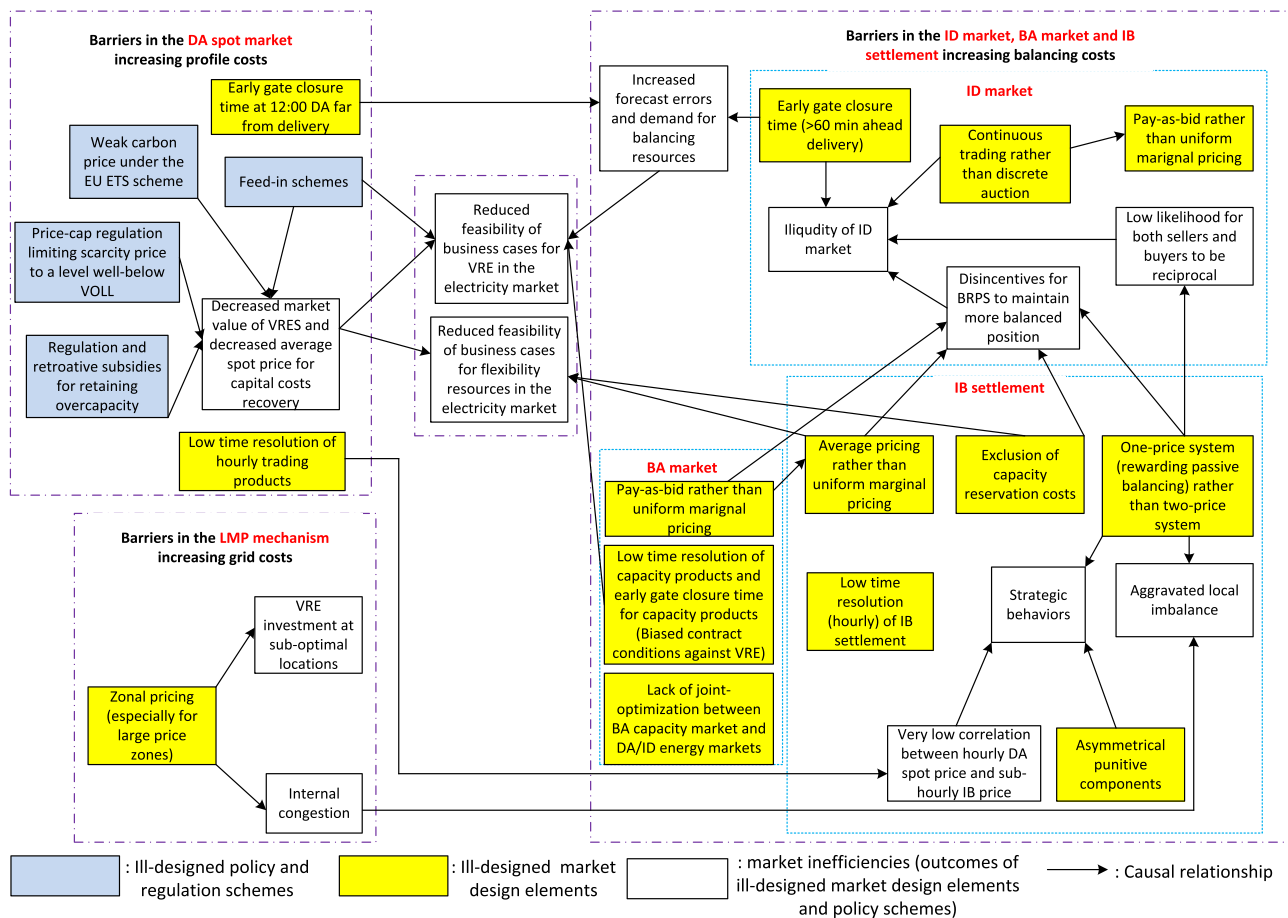 Barriers in the DA spot market
increasing profile costs
Early gate closure
time at 12:00 DA far
from delivery
Weak carbon
price under the
EU ETS scheme
Feed-in schemes
Price-cap regulation
limiting scarcity price
to a level well-below
VOLL
Regulation and
retroative subsidies
for retaining
overcapacity
Decreased market
value of VRES and
decreased average
spot price for
capital costs
recovery
Low time resolution of
hourly trading
products
Reduced
feasibility of
business cases for
VRE in the
electricity market
Reduced feasibility
of business cases
for flexibility
resources in the
electricity market
Barriers in the ID market, BA market and IB
settlement increasing balancing costs
Increased
forecast errors
and demand for
balancing
resources
ID market
Early gate closure
time (>60 min ahead
delivery)
Continuous
trading rather
than discrete
auction
Pay-as-bid rather
than uniform
marignal pricing
Iliqudity of ID
market
Low likelihood for
both sellers and
buyers to be
reciprocal
Disincentives for
BRPS to maintain
more balanced
position
IB settlement
BA market
Pay-as-bid rather than
uniform marignal
pricing
Low time resolution of
capacity products and
early gate closure time
for capacity products
(Biased contract
conditions against VRE)
Lack of joint-
optimization between
BA capacity market and
DA/ID energy markets
Average pricing
rather than
uniform marginal
pricing
Exclusion of
capacity
reservation costs
One-price system
(rewarding passive
balancing) rather
than two-price
system
Low time
resolution
(hourly) of IB
settlement
Strategic
behaviors
Aggravated local
imbalance
Very low correlation
between hourly DA
spot price and sub-
hourly IB price
Asymmetrical
punitive
components
Barriers in the LMP mechanism
increasing grid costs
VRE
investment at
sub-optimal
locations
Zonal pricing
(especially for
large price
zones)
Internal
congestion
: Ill-designed policy and
regulation schemes
: Ill-designed market
design elements
: market inefficiencies (outcomes of
ill-designed market design elements
and policy schemes)
: Causal relationship